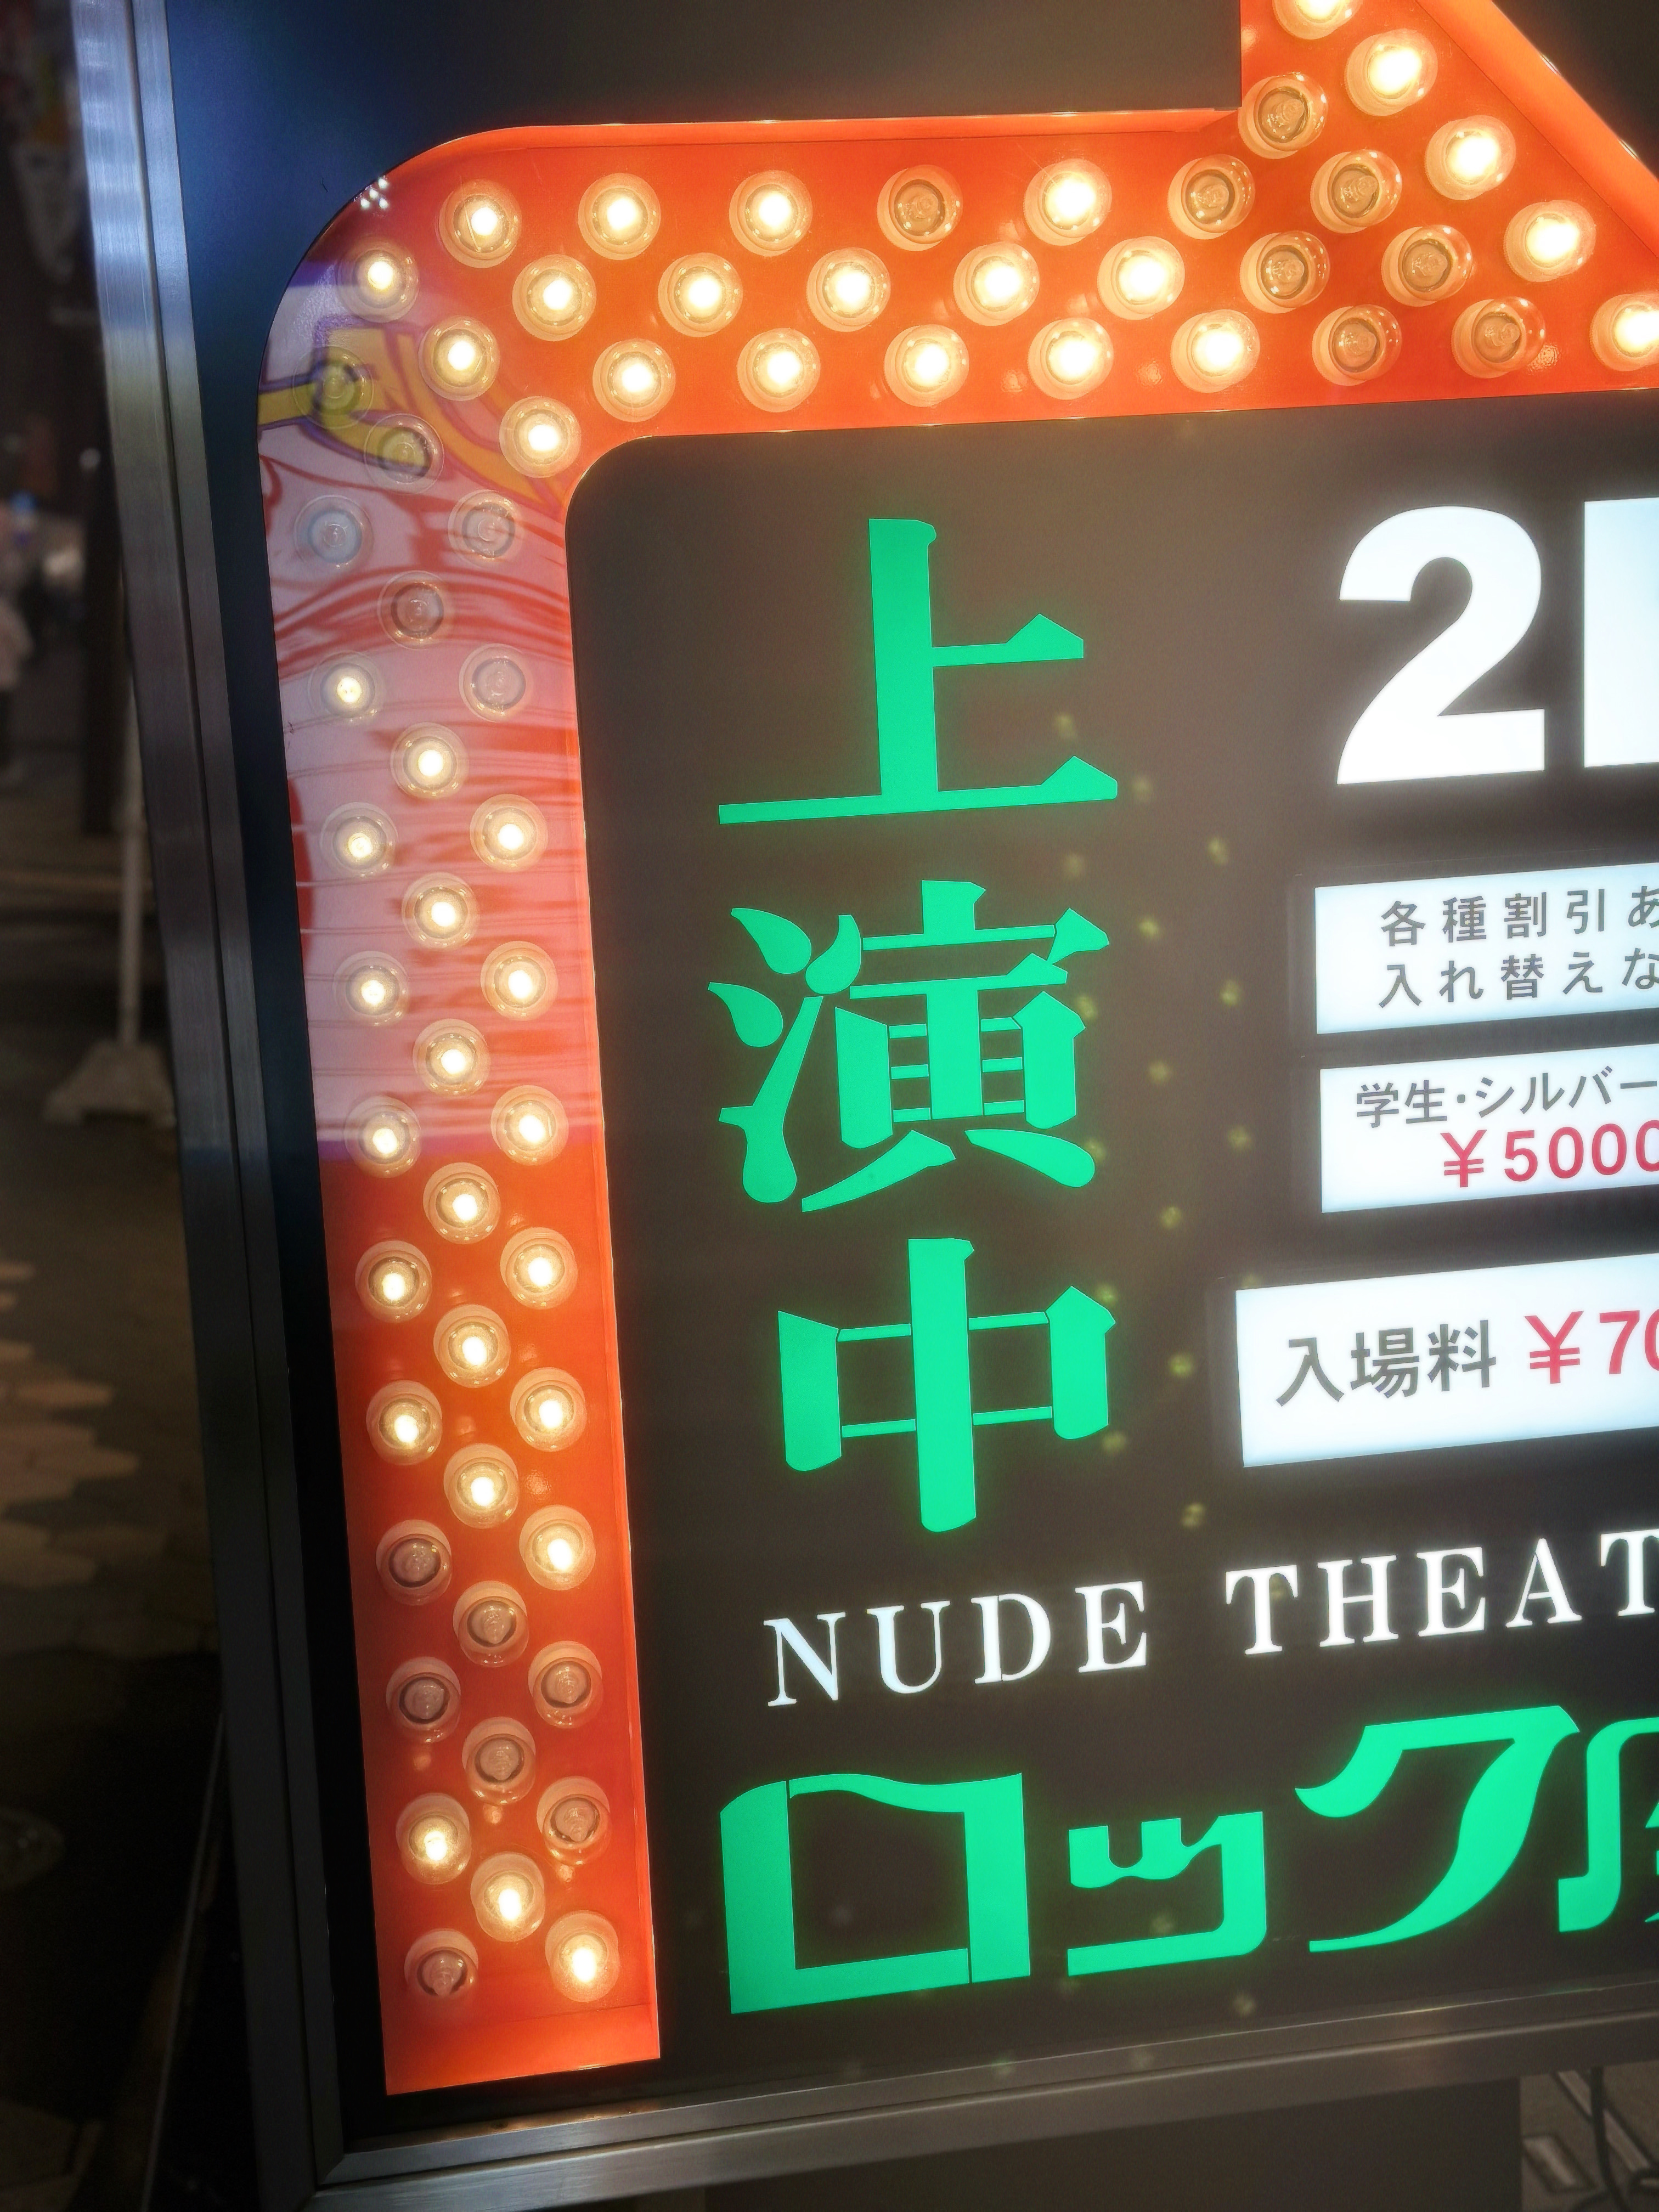 上演中
2
各種割引あ
入れ替えな
学生・シルバー
￥5000
入場料 ￥70
NUDE THEAT
ロック